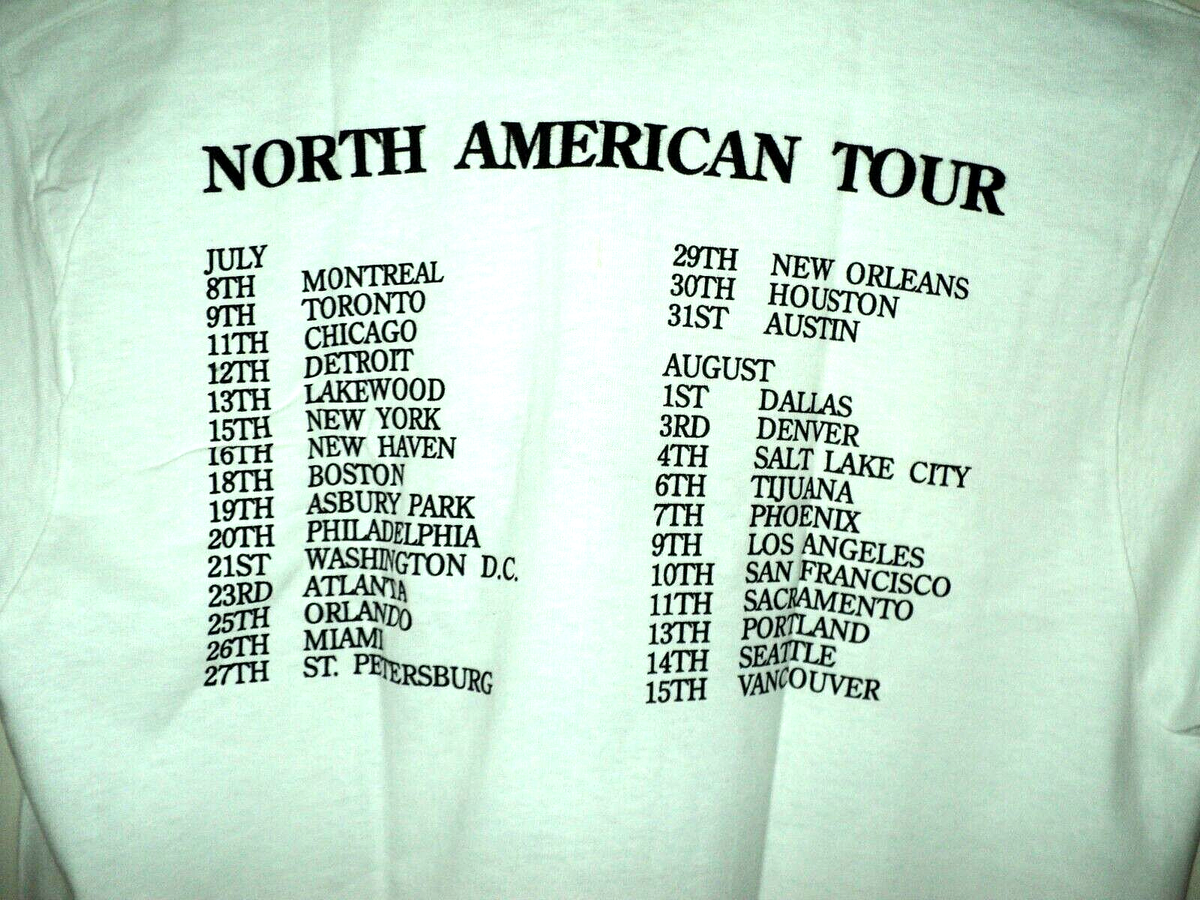 NORTH AMERICAN TOUR
JULY
8TH MONTREAL
9TH TORONTO
11TH CHICAGO
12TH DETROIT
13TH LAKEWOOD
15TH NEW YORK
16TH NEW HAVEN
18TH BOSTON
19TH ASBURY PARK
20TH PHILADELPHIA
21ST WASHINGTON D.C.
23RD ATLANTA
25TH ORLANDO
26TH MIAMI
27TH ST. PETERSBURG
29TH NEW ORLEANS
30TH HOUSTON
31ST AUSTIN
AUGUST
1ST DALLAS
3RD DENVER
4TH SALT LAKE CITY
6TH TIJUANA
7TH PHOENIX
9TH LOS ANGELES
10TH SAN FRANCISCO
11TH SACRAMENTO
13TH PORTLAND
14TH SEATTLE
15TH VANCOUVER